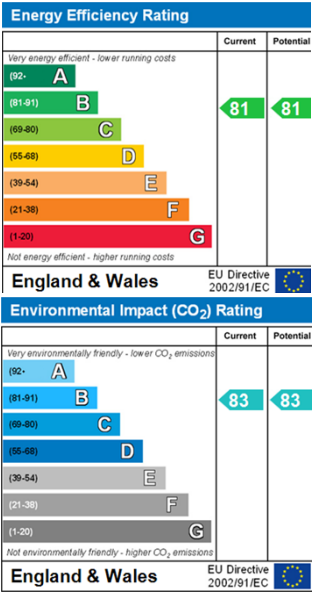 Energy Efficiency Rating
Current Potential
Very energy efficient - lower running costs
(92- A
(81-91) B
81 81
(69-80) C
(55-68) D
(39-54) E
(21-38) F
(1-20) G
Not energy efficient - higher running costs
England & Wales
EU Directive
2002/91/EC
Environmental Impact (CO₂) Rating
Current Potential
Very environmentally friendly - lower CO₂ emissions
(92- A
(81-91) B
83 83
(69-80) C
(55-68) D
(39-54) E
(21-38) F
(1-20) G
Not environmentally friendly - higher CO₂ emissions
England & Wales
EU Directive
2002/91/EC